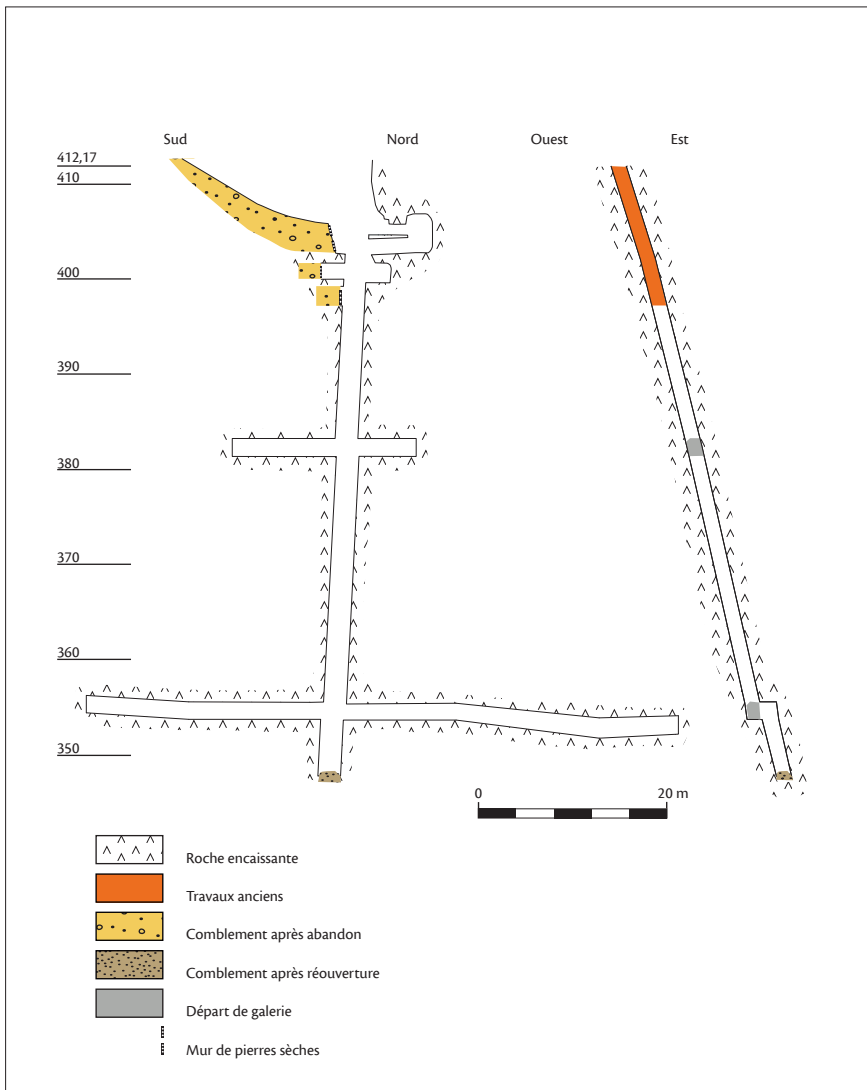 Sud Nord Ouest Est
412,17
410
400
390
380
370
360
350
0 20 m
Roche encaissante
Travaux anciens
Comblement après abandon
Comblement après réouverture
Départ de galerie
Mur de pierres sèches